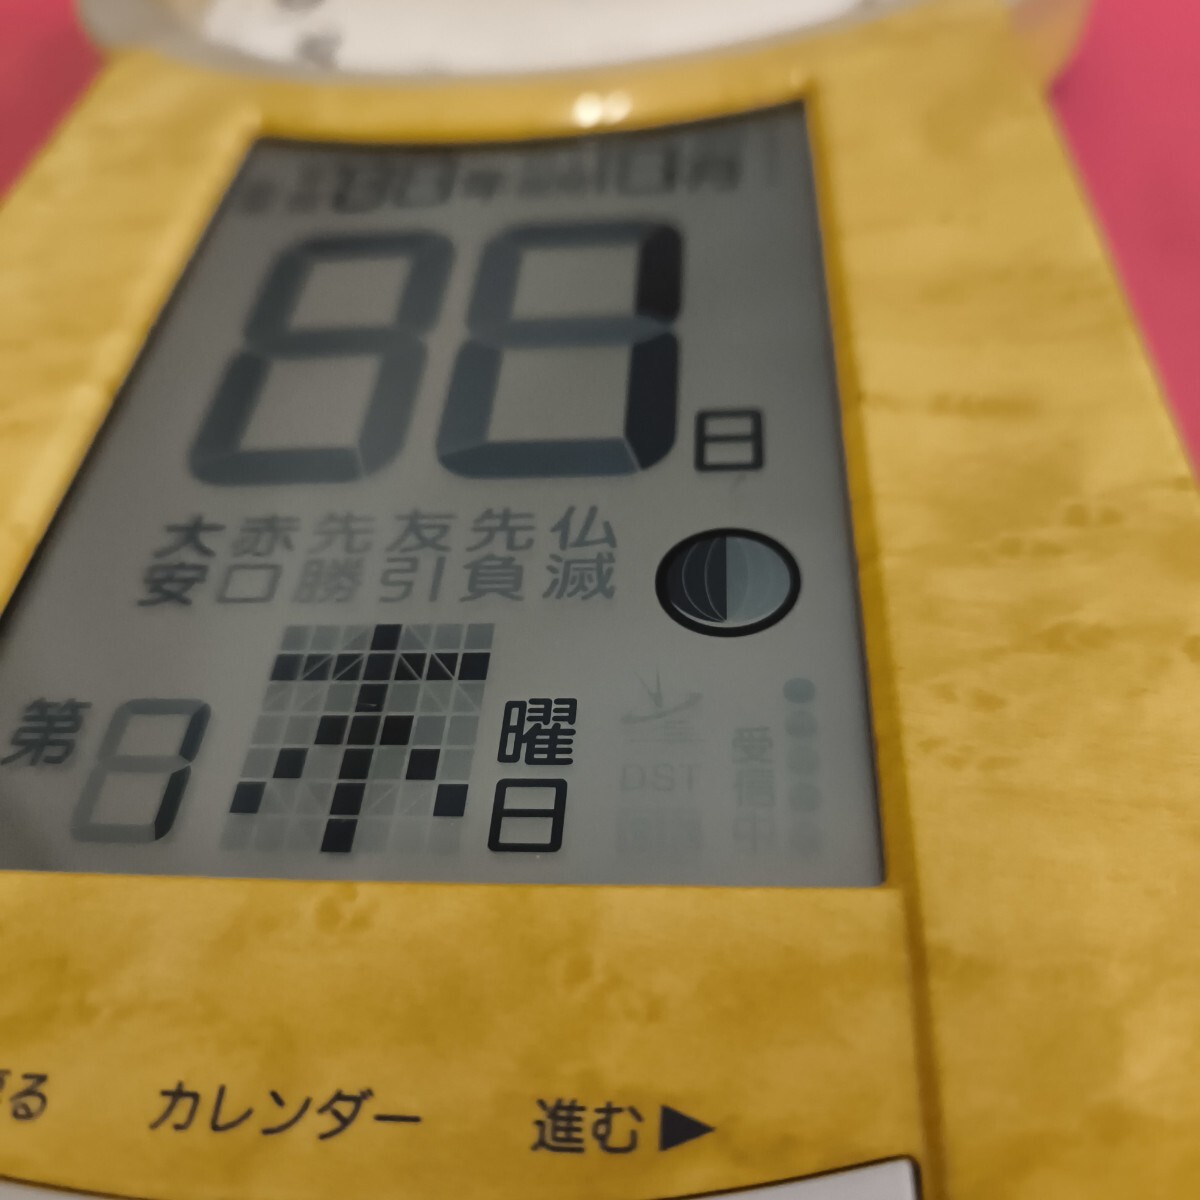 88日
大安 赤口 先勝 友引 先負 仏滅
第 木 曜日
DST
受信中
カレンダー 進む▶